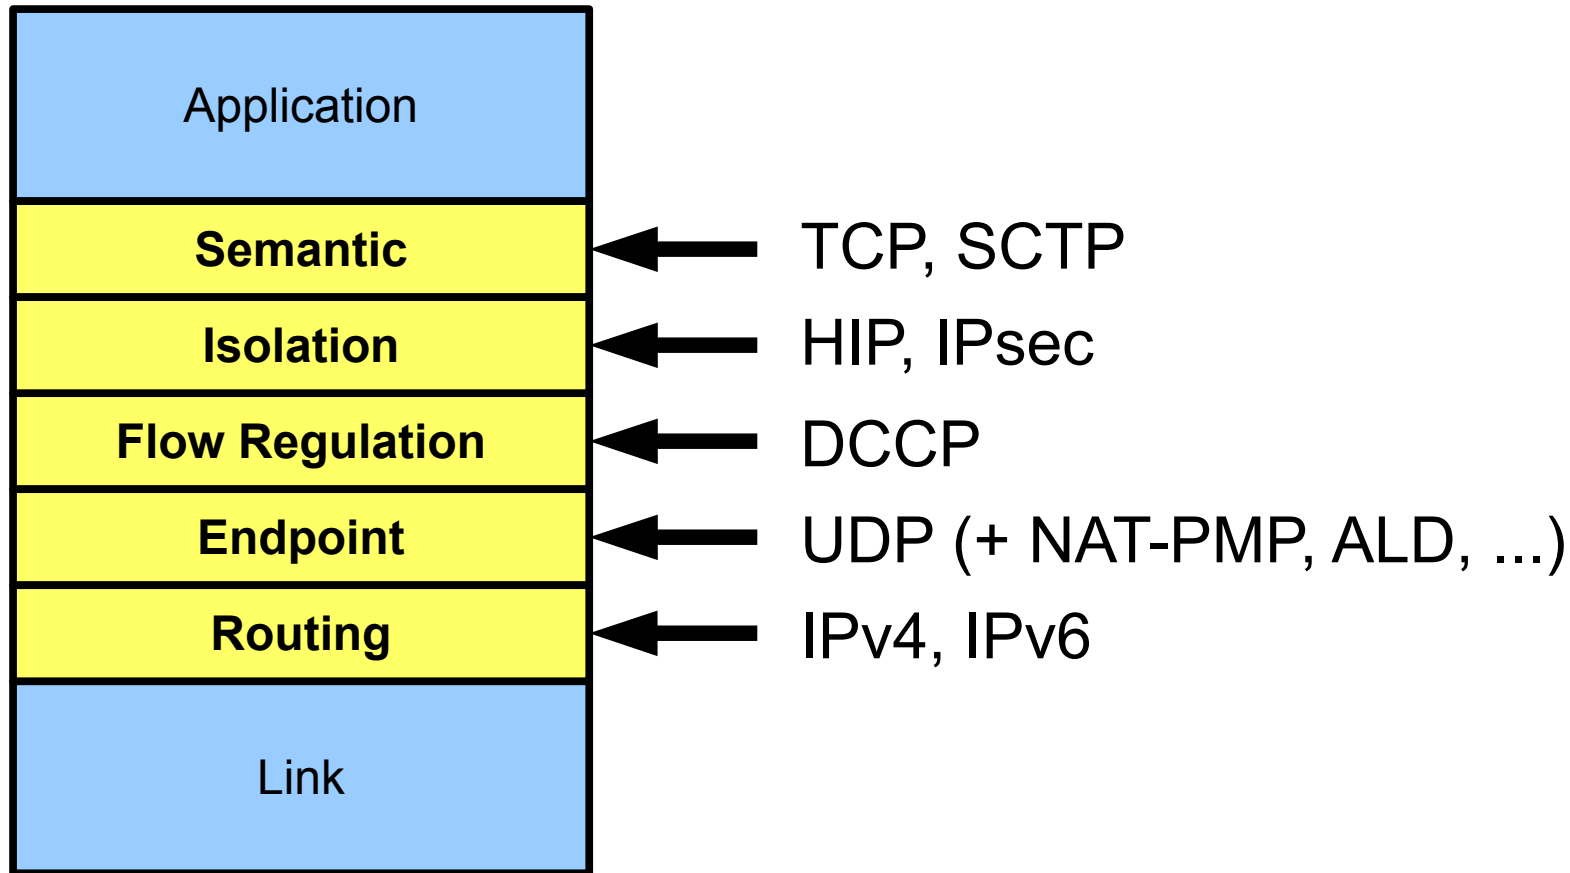 Application
Semantic
TCP, SCTP
Isolation
HIP, IPsec
Flow Regulation
DCCP
Endpoint
UDP (+ NAT-PMP, ALD, ...)
Routing
IPv4, IPv6
Link